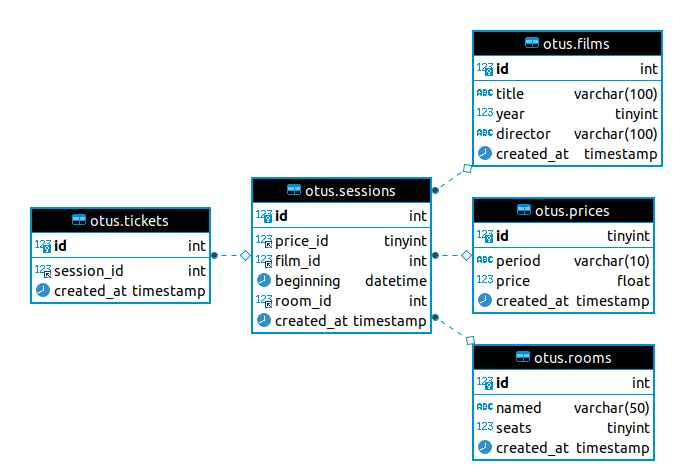 otus.films
123 id int
ABC title varchar(100)
123 year tinyint
ABC director varchar(100)
created_at timestamp
otus.sessions
123 id int
123 price_id tinyint
123 film_id int
beginning datetime
123 room_id int
created_at timestamp
otus.tickets
123 id int
123 session_id int
created_at timestamp
otus.prices
123 id tinyint
ABC period varchar(10)
123 price float
created_at timestamp
otus.rooms
123 id int
ABC named varchar(50)
123 seats tinyint
created_at timestamp